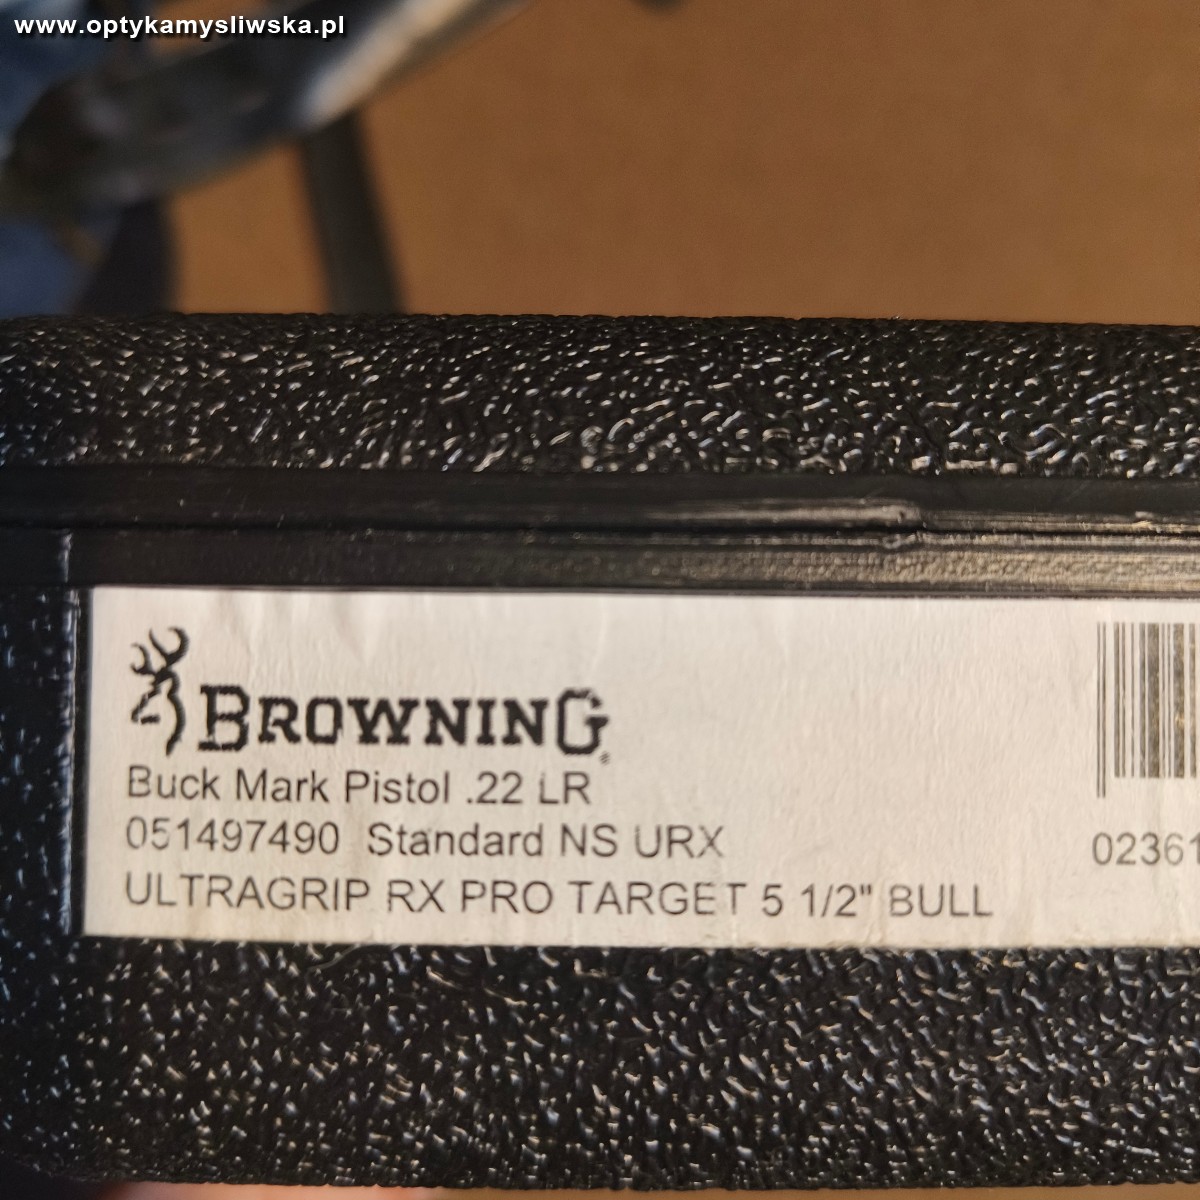 www.optykamysliwska.pl
BROWNING®
Buck Mark Pistol .22 LR
051497490 Standard NS URX
ULTRAGRIP RX PRO TARGET 5 1/2" BULL
02361